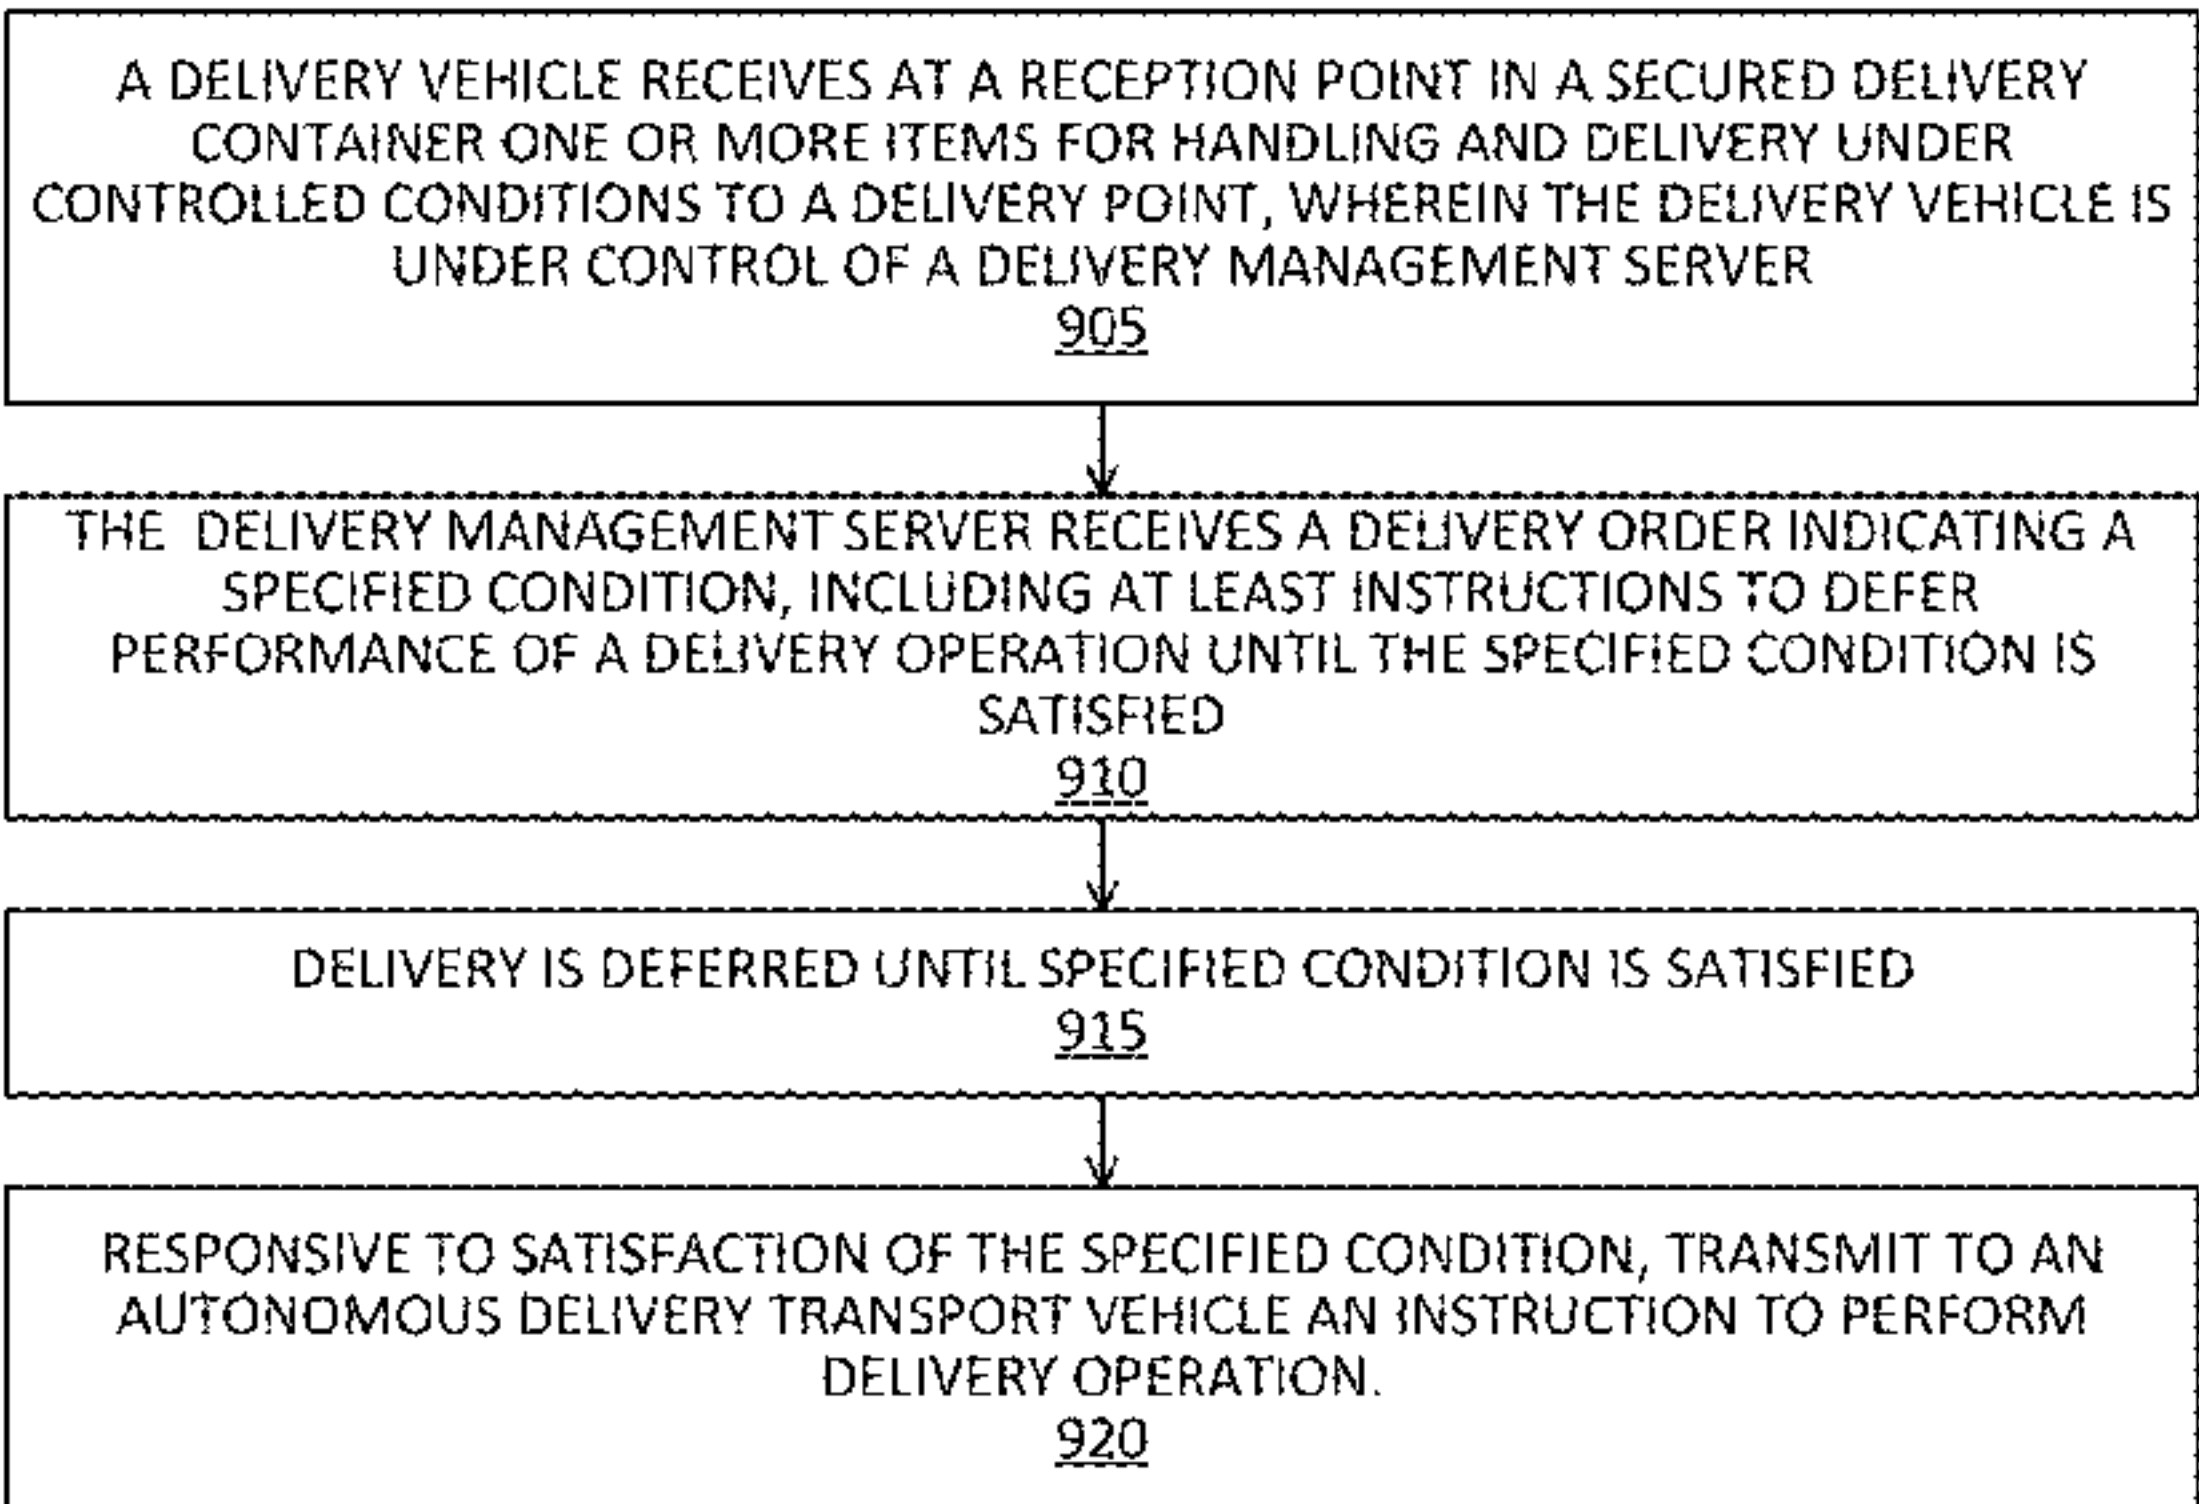 A DELIVERY VEHICLE RECEIVES AT A RECEPTION POINT IN A SECURED DELIVERY
CONTAINER ONE OR MORE ITEMS FOR HANDLING AND DELIVERY UNDER
CONTROLLED CONDITIONS TO A DELIVERY POINT, WHEREIN THE DELIVERY VEHICLE IS
UNDER CONTROL OF A DELIVERY MANAGEMENT SERVER
905
THE DELIVERY MANAGEMENT SERVER RECEIVES A DELIVERY ORDER INDICATING A
SPECIFIED CONDITION, INCLUDING AT LEAST INSTRUCTIONS TO DEFER
PERFORMANCE OF A DELIVERY OPERATION UNTIL THE SPECIFIED CONDITION IS
SATISFIED
910
DELIVERY IS DEFERRED UNTIL SPECIFIED CONDITION IS SATISFIED
915
RESPONSIVE TO SATISFACTION OF THE SPECIFIED CONDITION, TRANSMIT TO AN
AUTONOMOUS DELIVERY TRANSPORT VEHICLE AN INSTRUCTION TO PERFORM
DELIVERY OPERATION.
920